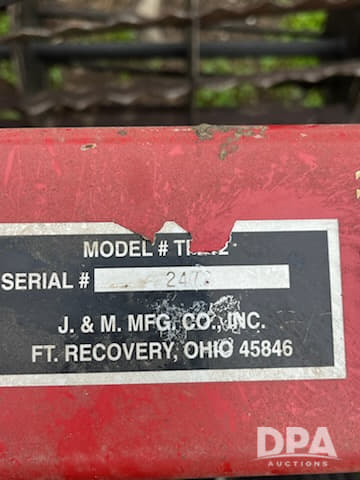 MODEL #
SERIAL #
J. & M. MFG. CO., INC.
FT. RECOVERY, OHIO 45846
DPA
AUCTIONS